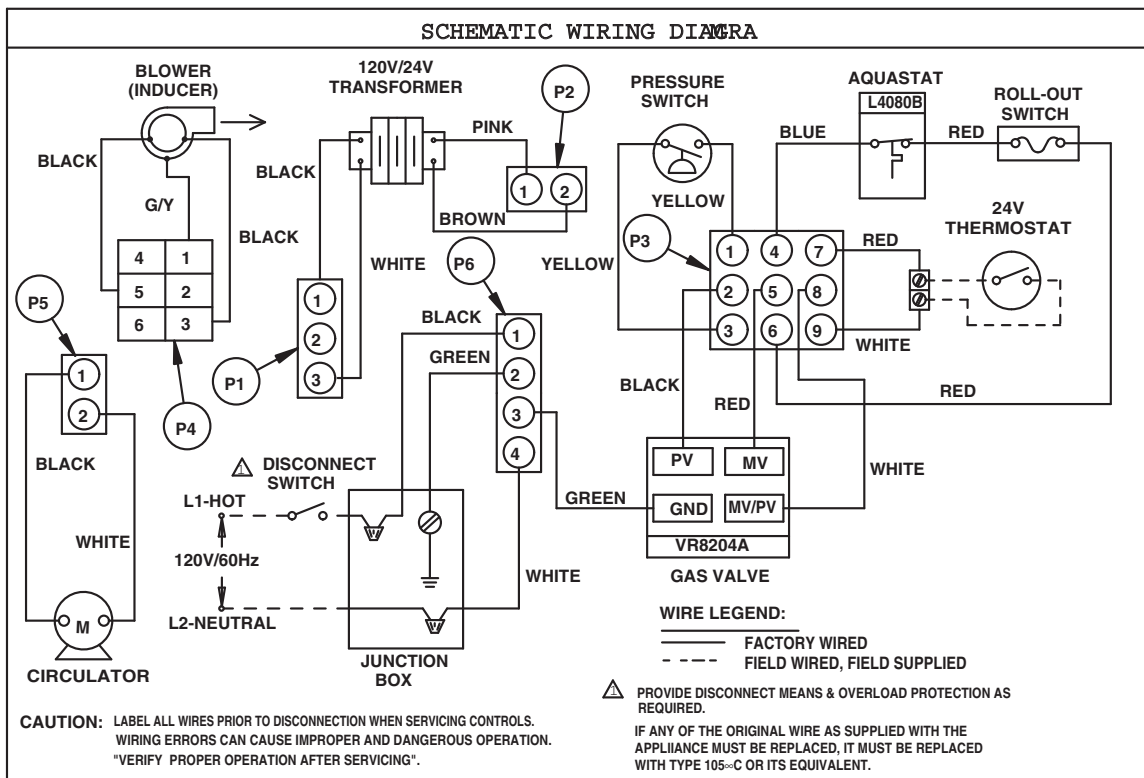 SCHEMATIC WIRING DIAGRAM
BLOWER
(INDUCER)
120V/24V
TRANSFORMER
P2
PRESSURE
SWITCH
AQUASTAT
L4080B
ROLL-OUT
SWITCH
BLACK
BLACK
PINK
1
2
BLUE
RED
G/Y
BLACK
BROWN
YELLOW
24V
THERMOSTAT
WHITE
P6
YELLOW
P3
1
4
7
RED
4
1
5
2
6
3
P5
1
2
3
P1
BLACK
GREEN
1
2
3
4
2
5
8
3
6
9
WHITE
1
2
P4
BLACK
RED
RED
BLACK
1
DISCONNECT
SWITCH
PV
MV
WHITE
L1-HOT
GREEN
GND
MV/PV
VR8204A
WHITE
120V/60Hz
WHITE
GAS VALVE
L2-NEUTRAL
M
CIRCULATOR
JUNCTION
BOX
WIRE LEGEND:
FACTORY WIRED
FIELD WIRED, FIELD SUPPLIED
1
PROVIDE DISCONNECT MEANS & OVERLOAD PROTECTION AS
REQUIRED.
IF ANY OF THE ORIGINAL WIRE AS SUPPLIED WITH THE
APPLIIANCE MUST BE REPLACED, IT MUST BE REPLACED
WITH TYPE 105∞C OR ITS EQUIVALENT.
CAUTION: LABEL ALL WIRES PRIOR TO DISCONNECTION WHEN SERVICING CONTROLS.
WIRING ERRORS CAN CAUSE IMPROPER AND DANGEROUS OPERATION.
"VERIFY PROPER OPERATION AFTER SERVICING".